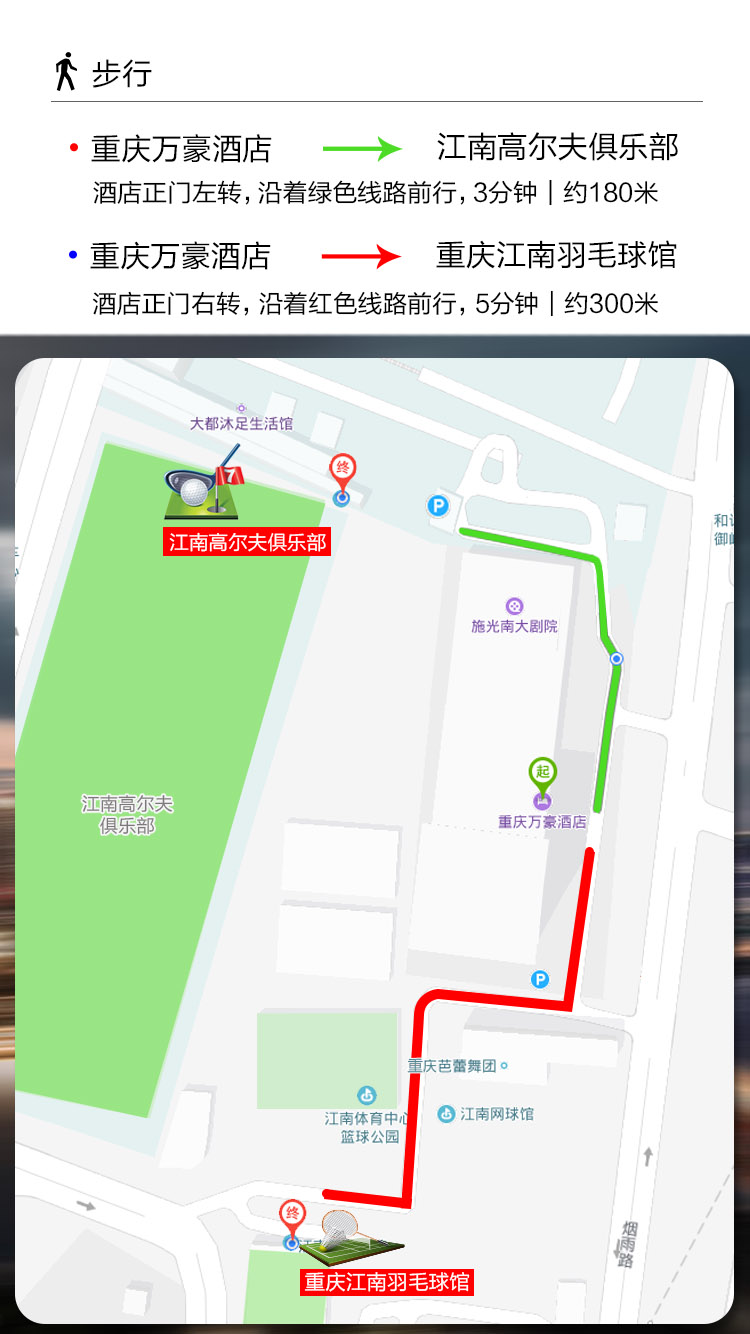 步行
重庆万豪酒店
江南高尔夫俱乐部
酒店正门左转,沿着绿色线路前行,3分钟|约180米
重庆万豪酒店
重庆江南羽毛球馆
酒店正门右转,沿着红色线路前行,5分钟|约300米
大都沐足生活馆
终
7
P
江南高尔夫俱乐部
施光南大剧院
起
重庆万豪酒店
江南高尔夫
俱乐部
P
重庆芭蕾舞团
江南体育中心
篮球公园
江南网球馆
终
烟雨路
重庆江南羽毛球馆